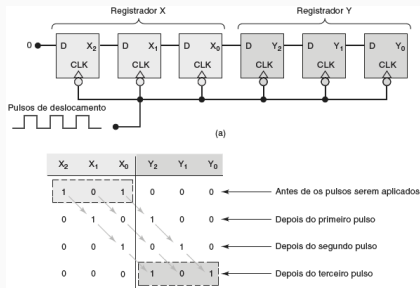 Registrador X Registrador Y
0 D X₂ D X₁ D X₀ D Y₂ D Y₁ D Y₀
CLK CLK CLK CLK CLK CLK
Pulsos de deslocamento
(a)
X₂ X₁ X₀ Y₂ Y₁ Y₀
1 0 1 0 0 0 Antes de os pulsos serem aplicados
0 1 0 1 0 0 Depois do primeiro pulso
0 0 1 0 1 0 Depois do segundo pulso
0 0 0 1 0 1 Depois do terceiro pulso